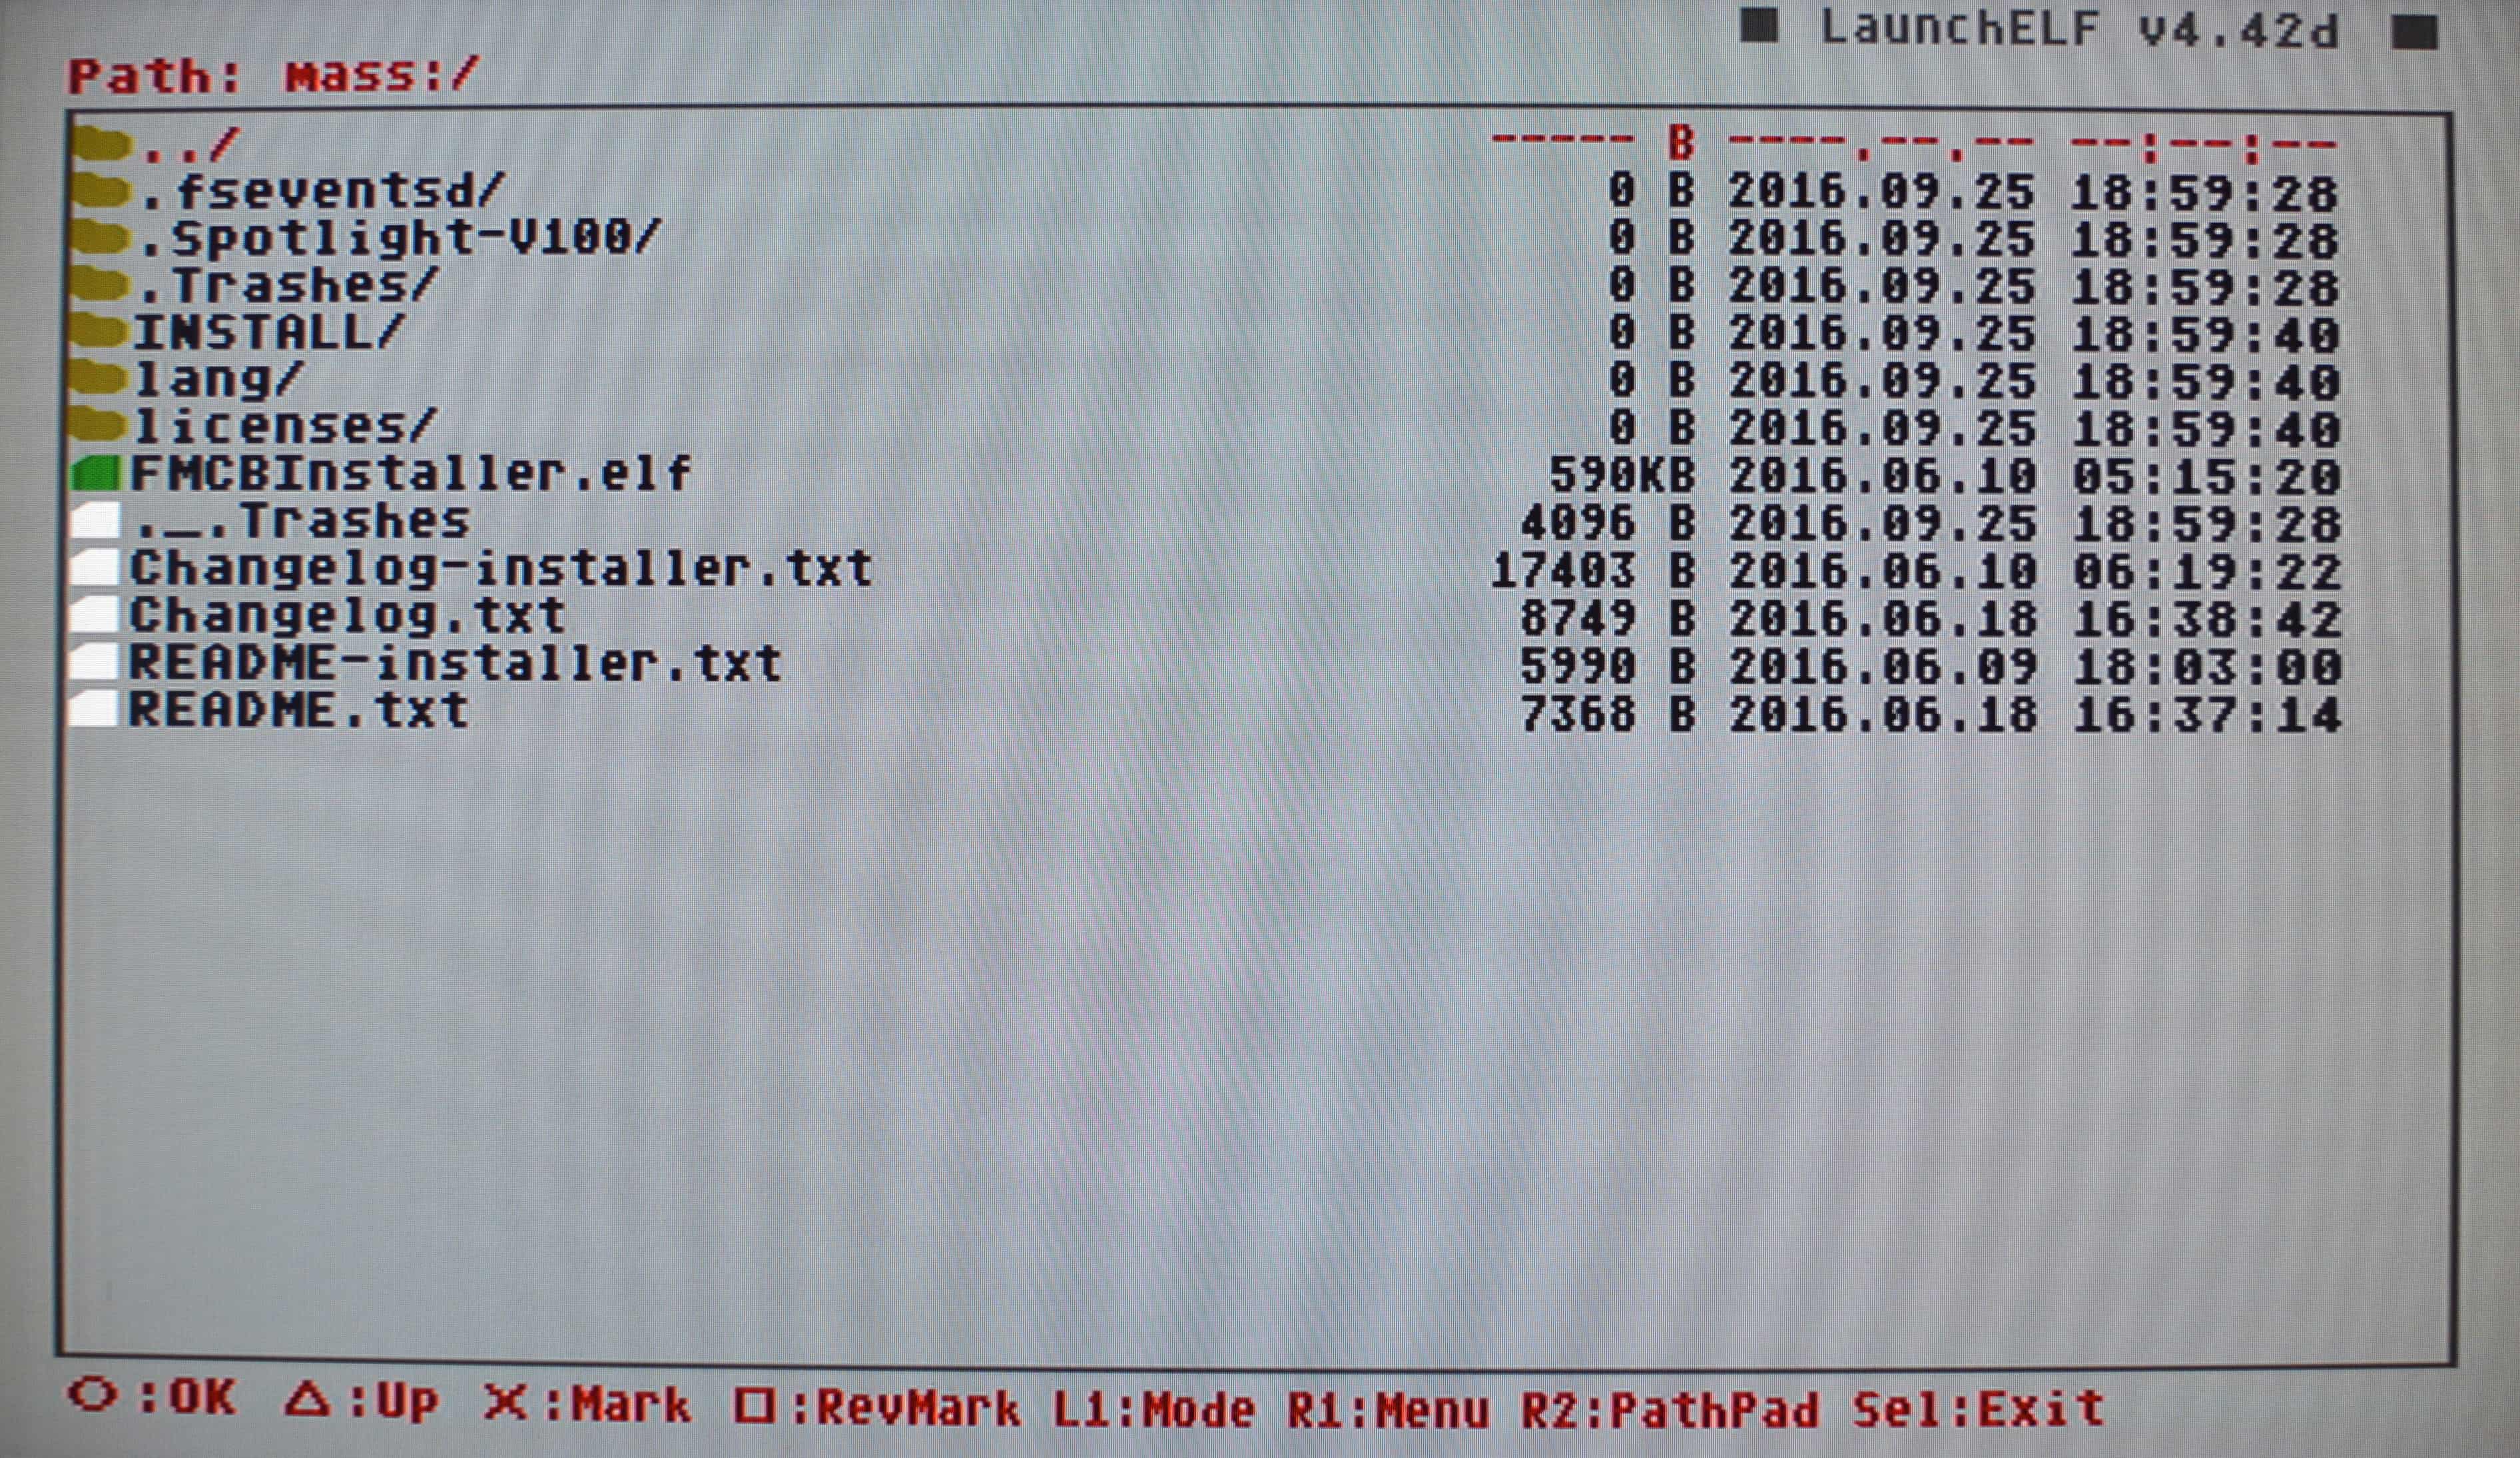 ■ LaunchELF v4.42d ■
Path: mass:/
../ ----- B ----.--.-- --:--:--
.fseventsd/ 0 B 2016.09.25 18:59:28
.Spotlight-V100/ 0 B 2016.09.25 18:59:28
.Trashes/ 0 B 2016.09.25 18:59:28
INSTALL/ 0 B 2016.09.25 18:59:40
lang/ 0 B 2016.09.25 18:59:40
licenses/ 0 B 2016.09.25 18:59:40
FMCBInstaller.elf 590KB 2016.06.10 05:15:20
._.Trashes 4096 B 2016.09.25 18:59:28
Changelog-installer.txt 17403 B 2016.06.10 06:19:22
Changelog.txt 8749 B 2016.06.18 16:38:42
README-installer.txt 5990 B 2016.06.09 18:03:00
README.txt 7368 B 2016.06.18 16:37:14
○:OK △:Up ×:Mark □:RevMark L1:Mode R1:Menu R2:PathPad Sel:Exit